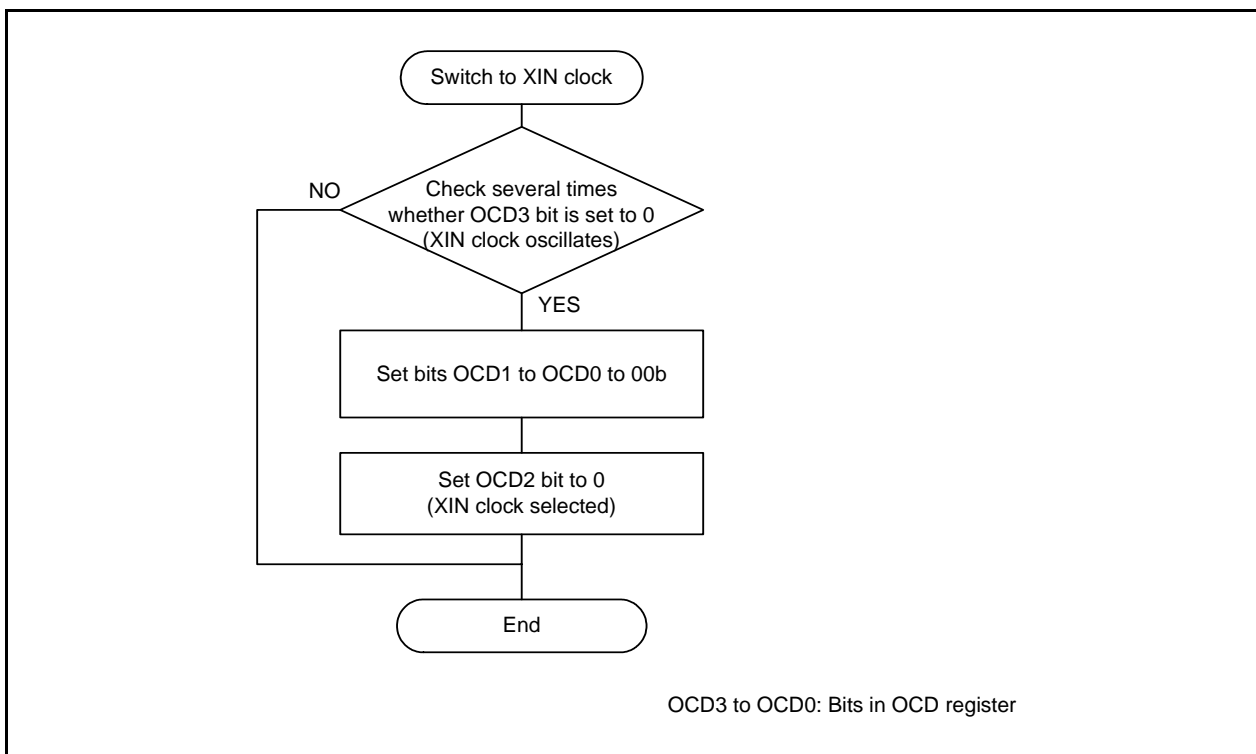 Switch to XIN clock
NO
Check several times
whether OCD3 bit is set to 0
(XIN clock oscillates)
YES
Set bits OCD1 to OCD0 to 00b
Set OCD2 bit to 0
(XIN clock selected)
End
OCD3 to OCD0: Bits in OCD register